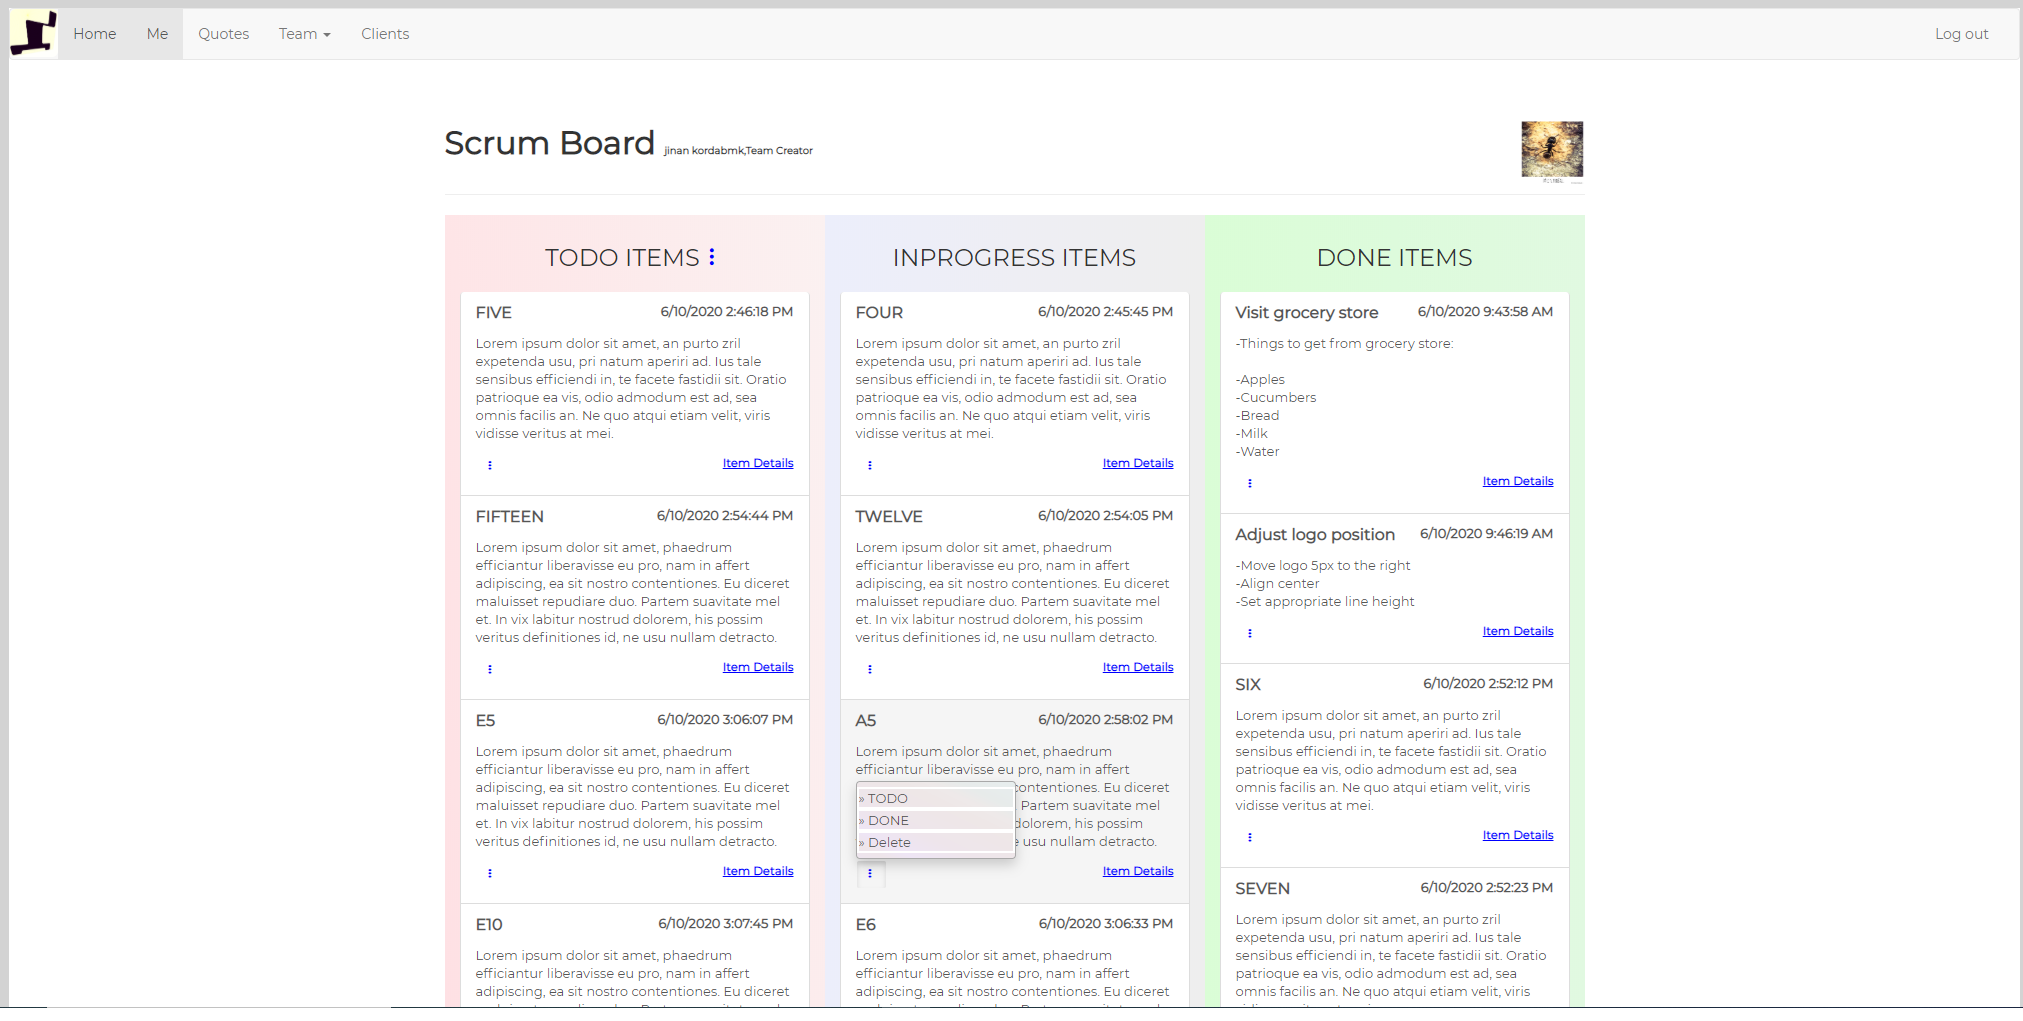 Home Me Quotes Team Clients Log out
Scrum Board jinan kordabmk,Team Creator
TODO ITEMS
FIVE 6/10/2020 2:46:18 PM
Lorem ipsum dolor sit amet, an purto zril
expetenda usu, pri natum aperiri ad. Ius tale
sensibus efficiendi in, te facete fastidii sit. Oratio
patrioque ea vis, odio admodum est ad, sea
omnis facilis an. Ne quo atqui etiam velit, viris
vidisse veritus at mei.
Item Details
FIFTEEN 6/10/2020 2:54:44 PM
Lorem ipsum dolor sit amet, phaedrum
efficiantur liberavisse eu pro, nam in affert
adipiscing, ea sit nostro contentiones. Eu diceret
maluisset repudiare duo. Partem suavitate mel
et. In vix labitur nostrud dolorem, his possim
veritus definitiones id, ne usu nullam detracto.
Item Details
E5 6/10/2020 3:06:07 PM
Lorem ipsum dolor sit amet, phaedrum
efficiantur liberavisse eu pro, nam in affert
adipiscing, ea sit nostro contentiones. Eu diceret
maluisset repudiare duo. Partem suavitate mel
et. In vix labitur nostrud dolorem, his possim
veritus definitiones id, ne usu nullam detracto.
Item Details
E10 6/10/2020 3:07:45 PM
Lorem ipsum dolor sit amet, phaedrum
efficiantur liberavisse eu pro, nam in affert
adipiscing, ea sit nostro contentiones. Eu diceret
INPROGRESS ITEMS
FOUR 6/10/2020 2:45:45 PM
Lorem ipsum dolor sit amet, an purto zril
expetenda usu, pri natum aperiri ad. Ius tale
sensibus efficiendi in, te facete fastidii sit. Oratio
patrioque ea vis, odio admodum est ad, sea
omnis facilis an. Ne quo atqui etiam velit, viris
vidisse veritus at mei.
Item Details
TWELVE 6/10/2020 2:54:05 PM
Lorem ipsum dolor sit amet, phaedrum
efficiantur liberavisse eu pro, nam in affert
adipiscing, ea sit nostro contentiones. Eu diceret
maluisset repudiare duo. Partem suavitate mel
et. In vix labitur nostrud dolorem, his possim
veritus definitiones id, ne usu nullam detracto.
Item Details
A5 6/10/2020 2:58:02 PM
Lorem ipsum dolor sit amet, phaedrum
efficiantur liberavisse eu pro, nam in affert
contentiones. Eu diceret
. Partem suavitate mel
dolorem, his possim
usu nullam detracto.
» TODO
» DONE
» Delete
Item Details
E6 6/10/2020 3:06:33 PM
Lorem ipsum dolor sit amet, phaedrum
efficiantur liberavisse eu pro, nam in affert
adipiscing, ea sit nostro contentiones. Eu diceret
DONE ITEMS
Visit grocery store 6/10/2020 9:43:58 AM
-Things to get from grocery store:
-Apples
-Cucumbers
-Bread
-Milk
-Water
Item Details
Adjust logo position 6/10/2020 9:46:19 AM
-Move logo 5px to the right
-Align center
-Set appropriate line height
Item Details
SIX 6/10/2020 2:52:12 PM
Lorem ipsum dolor sit amet, an purto zril
expetenda usu, pri natum aperiri ad. Ius tale
sensibus efficiendi in, te facete fastidii sit. Oratio
patrioque ea vis, odio admodum est ad, sea
omnis facilis an. Ne quo atqui etiam velit, viris
vidisse veritus at mei.
Item Details
SEVEN 6/10/2020 2:52:23 PM
Lorem ipsum dolor sit amet, an purto zril
expetenda usu, pri natum aperiri ad. Ius tale
sensibus efficiendi in, te facete fastidii sit. Oratio
patrioque ea vis, odio admodum est ad, sea
omnis facilis an. Ne quo atqui etiam velit, viris